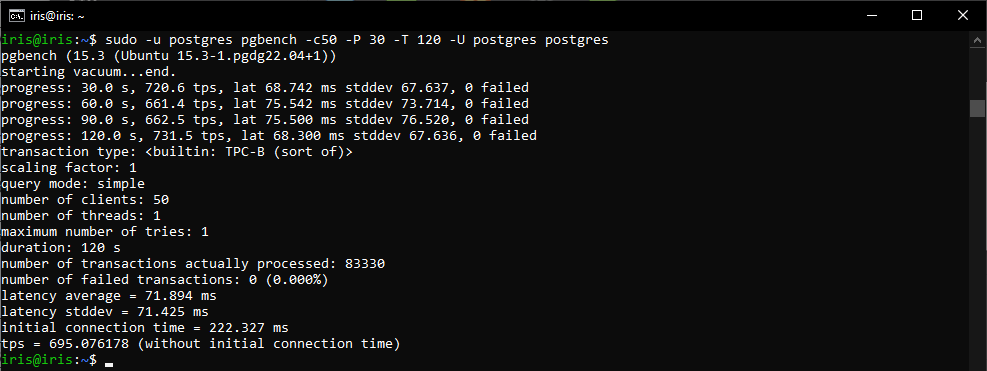 iris@iris: ~
iris@iris:~$ sudo -u postgres pgbench -c50 -P 30 -T 120 -U postgres postgres
pgbench (15.3 (Ubuntu 15.3-1.pgdg22.04+1))
starting vacuum...end.
progress: 30.0 s, 720.6 tps, lat 68.742 ms stddev 67.637, 0 failed
progress: 60.0 s, 661.4 tps, lat 75.542 ms stddev 73.714, 0 failed
progress: 90.0 s, 662.5 tps, lat 75.500 ms stddev 76.520, 0 failed
progress: 120.0 s, 731.5 tps, lat 68.300 ms stddev 67.636, 0 failed
transaction type: <builtin: TPC-B (sort of)>
scaling factor: 1
query mode: simple
number of clients: 50
number of threads: 1
maximum number of tries: 1
duration: 120 s
number of transactions actually processed: 83330
number of failed transactions: 0 (0.000%)
latency average = 71.894 ms
latency stddev = 71.425 ms
initial connection time = 222.327 ms
tps = 695.076178 (without initial connection time)
iris@iris:~$